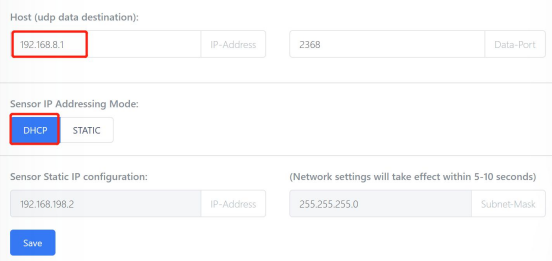 Host (udp data destination):
192.168.8.1 IP-Address 2368 Data-Port
Sensor IP Addressing Mode:
DHCP STATIC
Sensor Static IP configuration: (Network settings will take effect within 5-10 seconds)
192.168.198.2 IP-Address 255.255.255.0 Subnet-Mask
Save